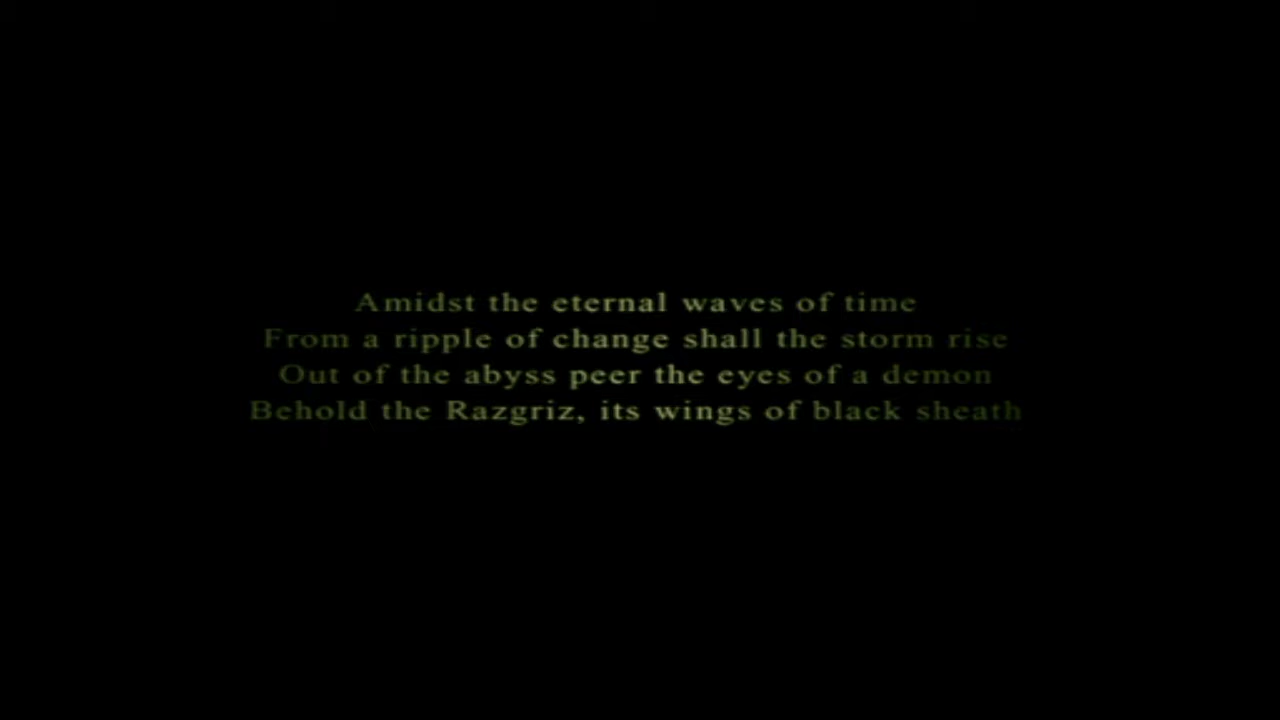 Amidst the eternal waves of time
From a ripple of change shall the storm rise
Out of the abyss peer the eyes of a demon
Behold the Razgriz, its wings of black sheath